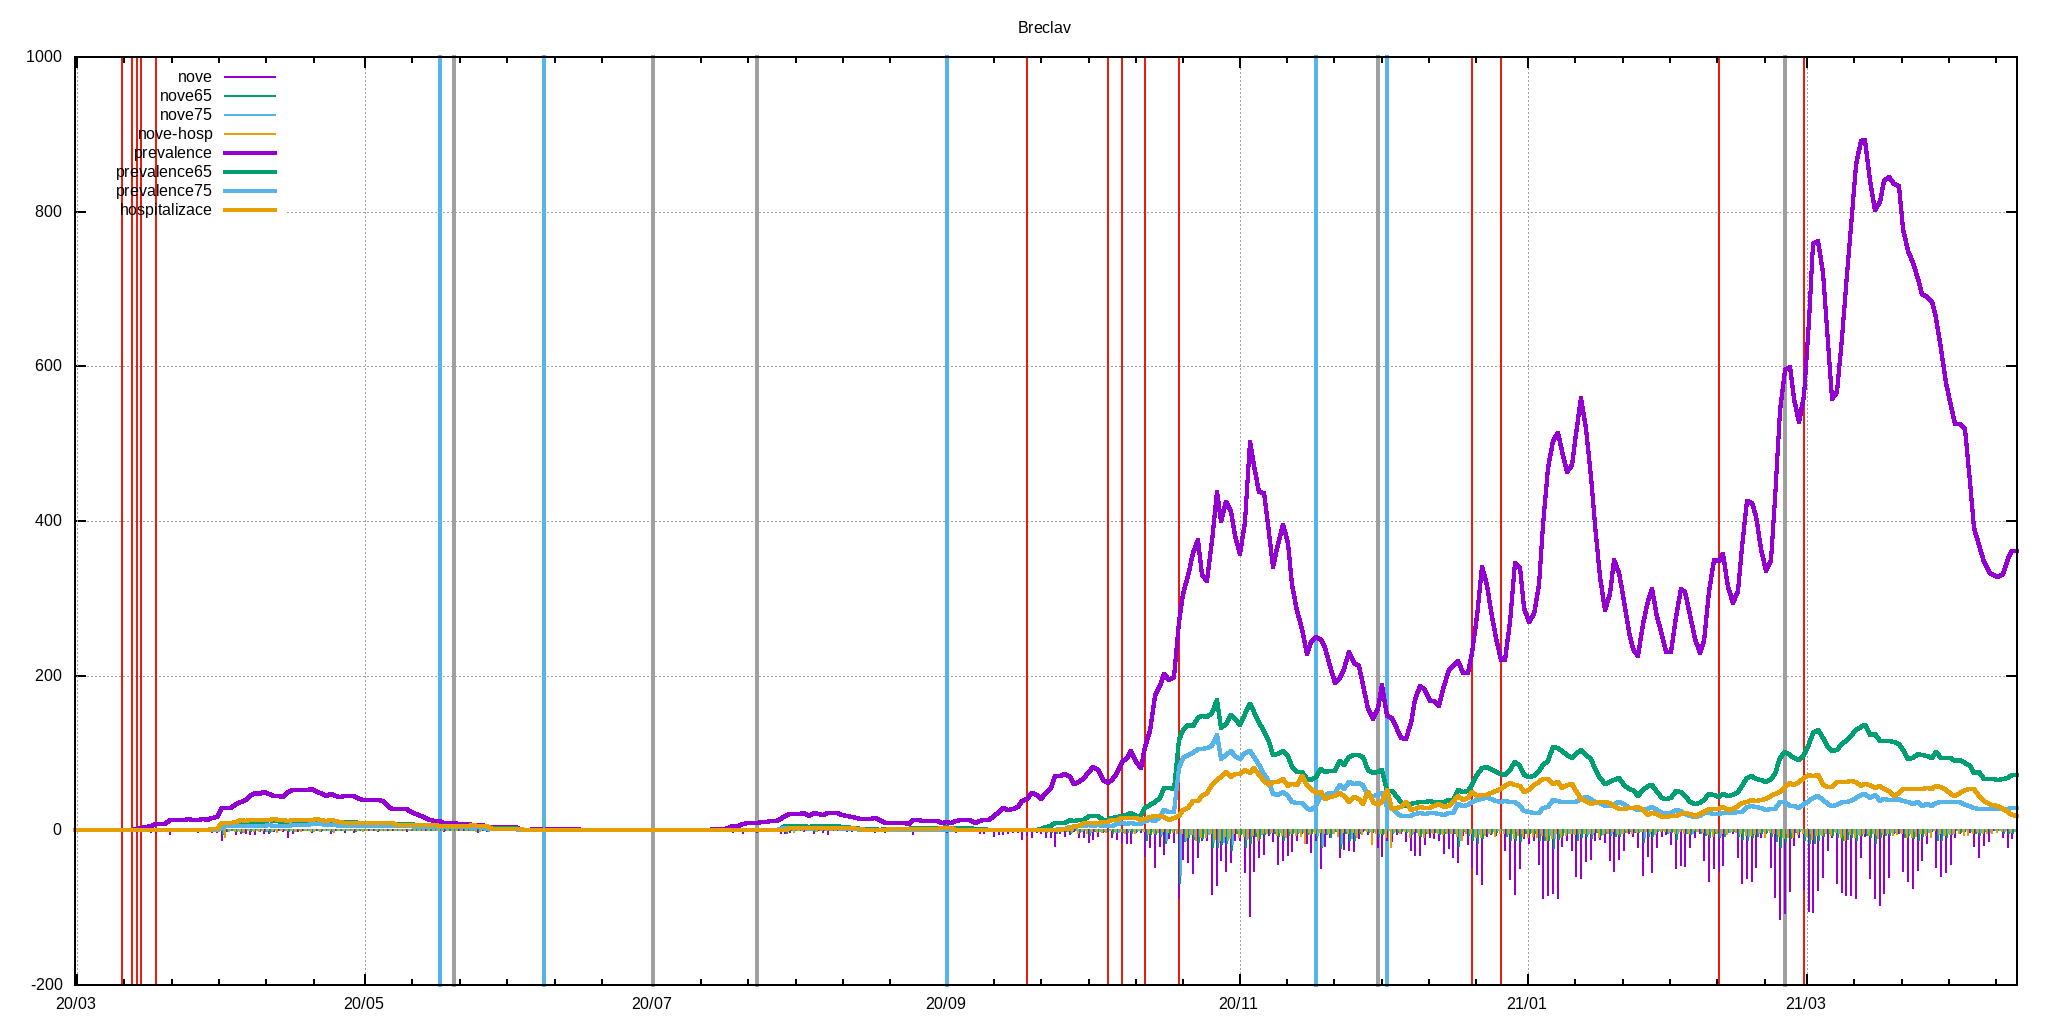 Breclav
1000
800
600
400
200
0
-200
nove
nove65
nove75
nove-hosp
prevalence
prevalence65
prevalence75
hospitalizace
20/03 20/05 20/07 20/09 20/11 21/01 21/03